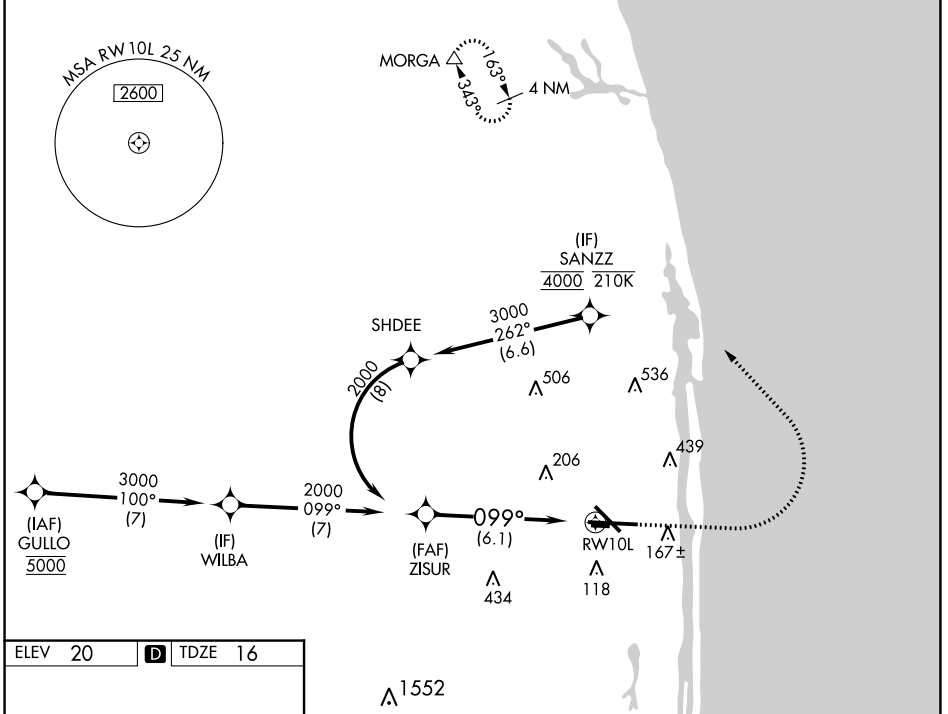 MSA RW 10L 25 NM
2600
MORGA
163°
343°
4 NM
(IF)
SANZZ
4000 210K
3000
262°
(6.6)
SHDEE
2000
(8)
506
536
439
206
3000
100°
(7)
2000
099°
(7)
099°
(6.1)
(IAF)
GULLO
5000
(IF)
WILBA
(FAF)
ZISUR
RW10L
167±
434
118
ELEV 20 D TDZE 16
1552